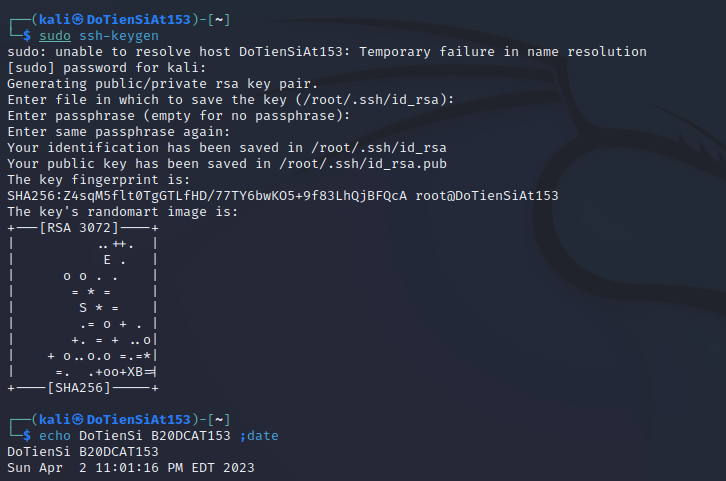 ┌──(kali㉿DoTienSiAt153)-[~]
└─$ sudo ssh-keygen
sudo: unable to resolve host DoTienSiAt153: Temporary failure in name resolution
[sudo] password for kali:
Generating public/private rsa key pair.
Enter file in which to save the key (/root/.ssh/id_rsa):
Enter passphrase (empty for no passphrase):
Enter same passphrase again:
Your identification has been saved in /root/.ssh/id_rsa
Your public key has been saved in /root/.ssh/id_rsa.pub
The key fingerprint is:
SHA256:Z4sqM5flt0TgGTLfHD/77TY6bwKO5+9f83LhQjBFQcA root@DoTienSiAt153
The key's randomart image is:
+---[RSA 3072]----+
|          ..++.  |
|           E .   |
|      o o . .    |
|       = * =     |
|        S * =    |
|        .= o + . |
|       +. = + ..o|
|    + o..o.o =.=*|
|     =.  .+oo+XB=|
+----[SHA256]-----+
┌──(kali㉿DoTienSiAt153)-[~]
└─$ echo DoTienSi B20DCAT153 ;date
DoTienSi B20DCAT153
Sun Apr  2 11:01:16 PM EDT 2023